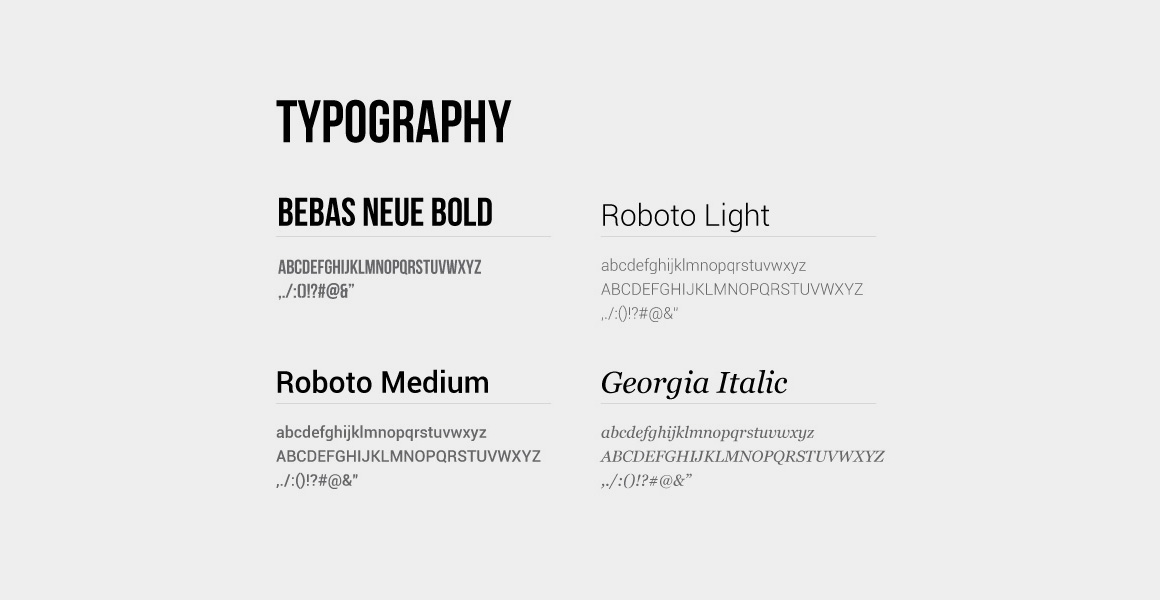 TYPOGRAPHY
BEBAS NEUE BOLD
ABCDEFGHIJKLMNOPQRSTUVWXYZ
,./:()!?#@&”
Roboto Light
abcdefghijklmnopqrstuvwxyz
ABCDEFGHIJKLMNOPQRSTUVWXYZ
,./:()!?#@&"
Roboto Medium
abcdefghijklmnopqrstuvwxyz
ABCDEFGHIJKLMNOPQRSTUVWXYZ
,./:()!?#@&"
Georgia Italic
abcdefghijklmnopqrstuvwxyz
ABCDEFGHIJKLMNOPQRSTUVWXYZ
,./:()!?#@&”